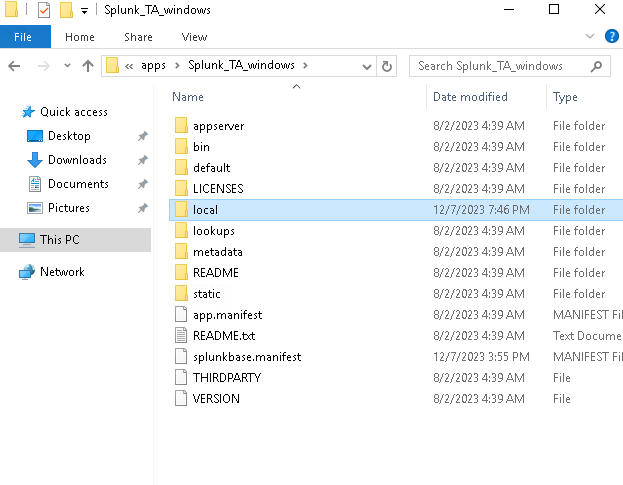 Splunk_TA_windows
File Home Share View
« apps > Splunk_TA_windows > Search Splunk_TA_windows
Name Date modified Type
Quick access
Desktop
Downloads
Documents
Pictures
This PC
Network
appserver 8/2/2023 4:39 AM File folder
bin 8/2/2023 4:39 AM File folder
default 8/2/2023 4:39 AM File folder
LICENSES 8/2/2023 4:39 AM File folder
local 12/7/2023 7:46 PM File folder
lookups 8/2/2023 4:39 AM File folder
metadata 8/2/2023 4:39 AM File folder
README 8/2/2023 4:39 AM File folder
static 8/2/2023 4:39 AM File folder
app.manifest 8/2/2023 4:39 AM MANIFEST Fil
README.txt 8/2/2023 4:39 AM Text Docume
splunkbase.manifest 12/7/2023 3:55 PM MANIFEST Fil
THIRDPARTY 8/2/2023 4:39 AM File
VERSION 8/2/2023 4:39 AM File